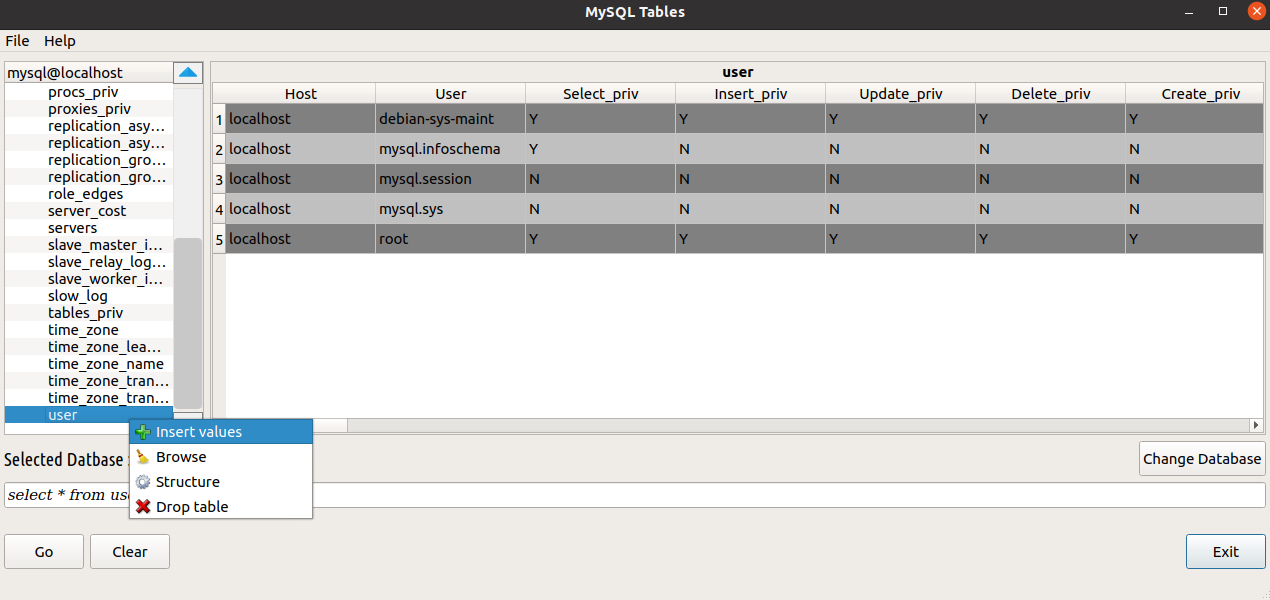 MySQL Tables
File Help
mysql@localhost
procs_priv
proxies_priv
replication_asy...
replication_asy...
replication_gro...
replication_gro...
role_edges
server_cost
servers
slave_master_i...
slave_relay_log...
slave_worker_i...
slow_log
tables_priv
time_zone
time_zone_lea...
time_zone_name
time_zone_tran...
time_zone_tran...
user
user
Host User Select_priv Insert_priv Update_priv Delete_priv Create_priv
1 localhost debian-sys-maint Y Y Y Y Y
2 localhost mysql.infoschema Y N N N N
3 localhost mysql.session N N N N N
4 localhost mysql.sys N N N N N
5 localhost root Y Y Y Y Y
Insert values
Browse
Structure
Drop table
Selected Datbase
Change Database
select * from
Go Clear Exit